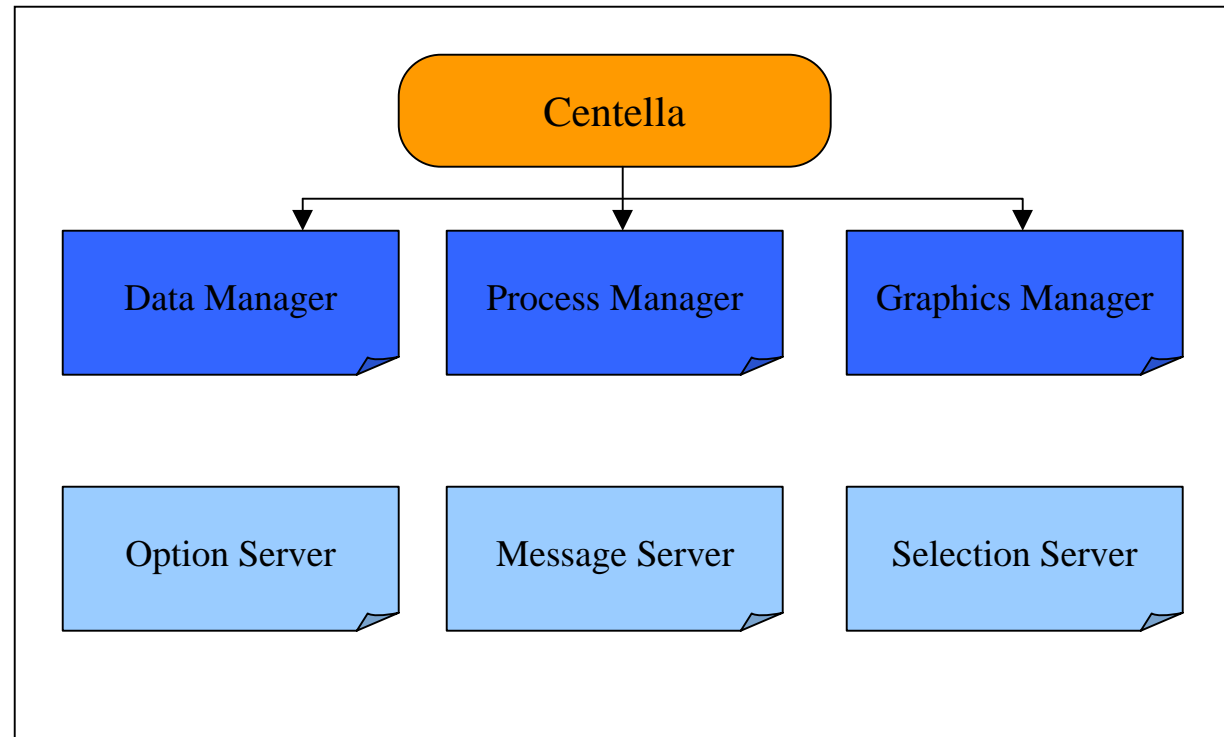 Centella
Data Manager
Process Manager
Graphics Manager
Option Server
Message Server
Selection Server